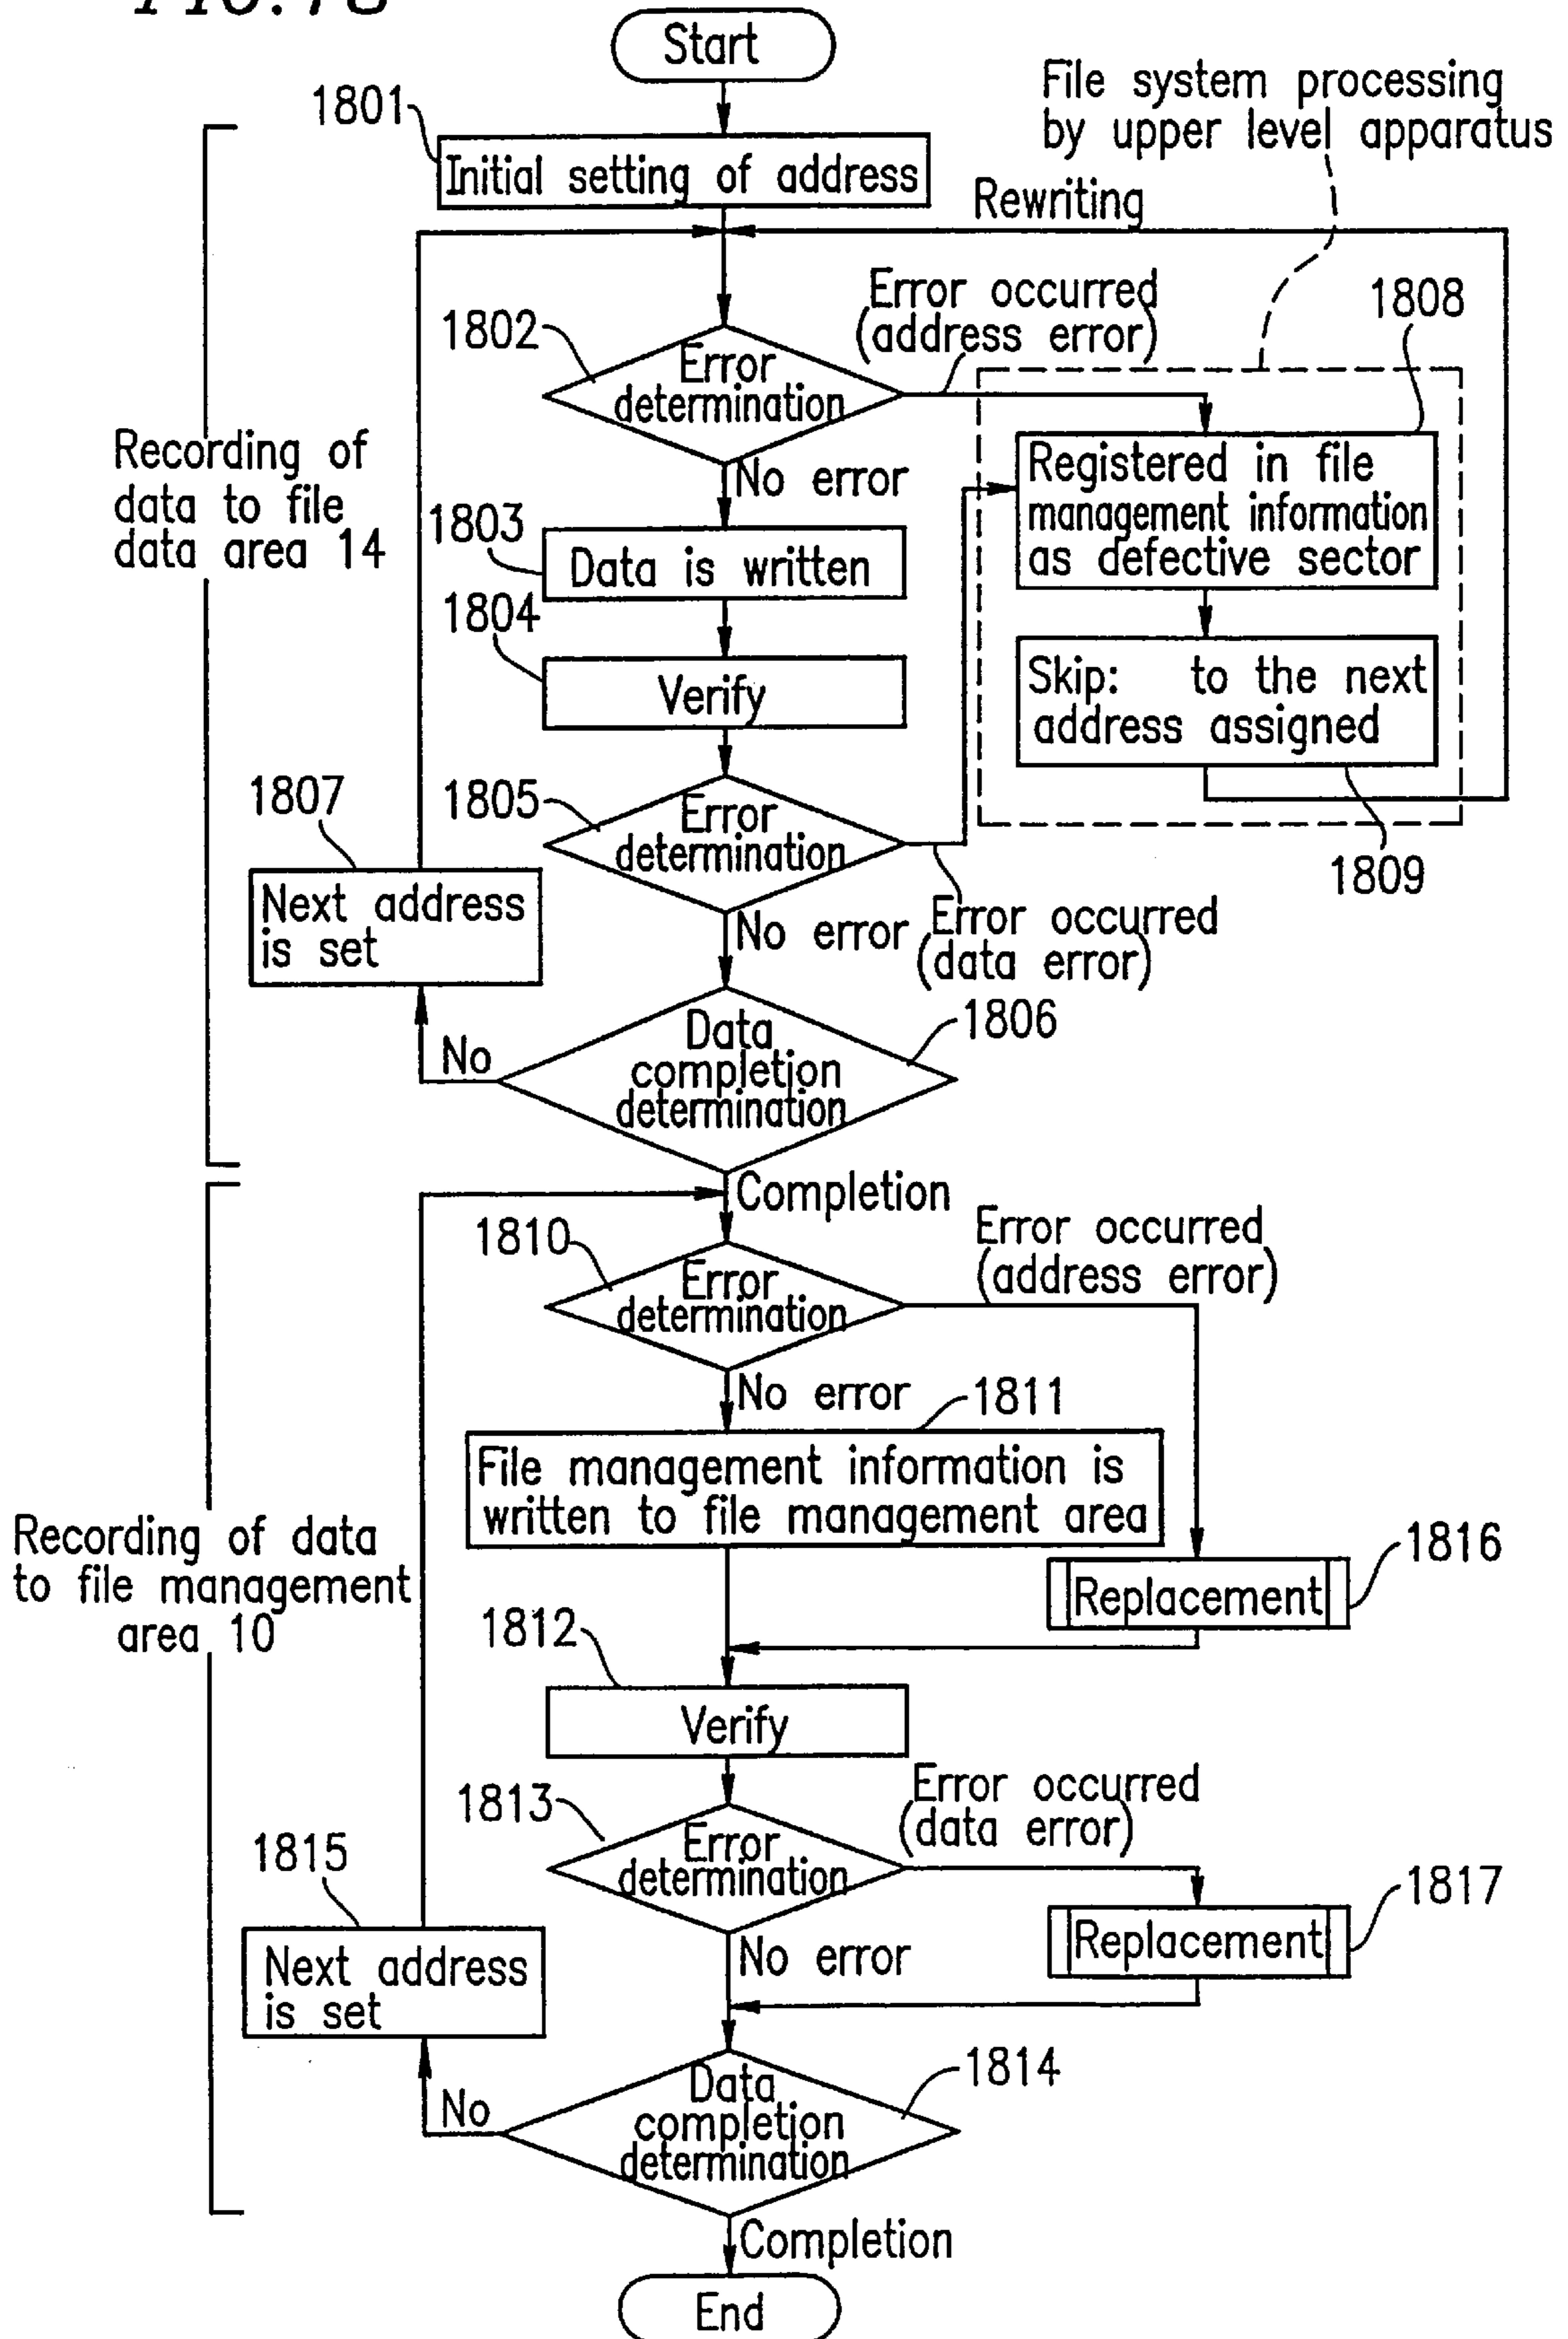 Start
File system processing
by upper level apparatus
1801
Initial setting of address
Rewriting
Error occurred
(address error)
1808
1802
Error
determination
Recording of
data to file
data area 14
No error
Registered in file
management information
as defective sector
1803
Data is written
1804
Verify
Skip: to the next
address assigned
1807
1805
Error
determination
1809
Next address
is set
No error
Error occurred
(data error)
1806
Data
completion
determination
No
Completion
1810
Error
determination
Error occurred
(address error)
No error
1811
File management information is
written to file management area
Recording of data
to file management
area 10
1816
Replacement
1812
Verify
1813
Error
determination
Error occurred
(data error)
1815
1817
Replacement
Next address
is set
No error
1814
Data
completion
determination
No
Completion
End